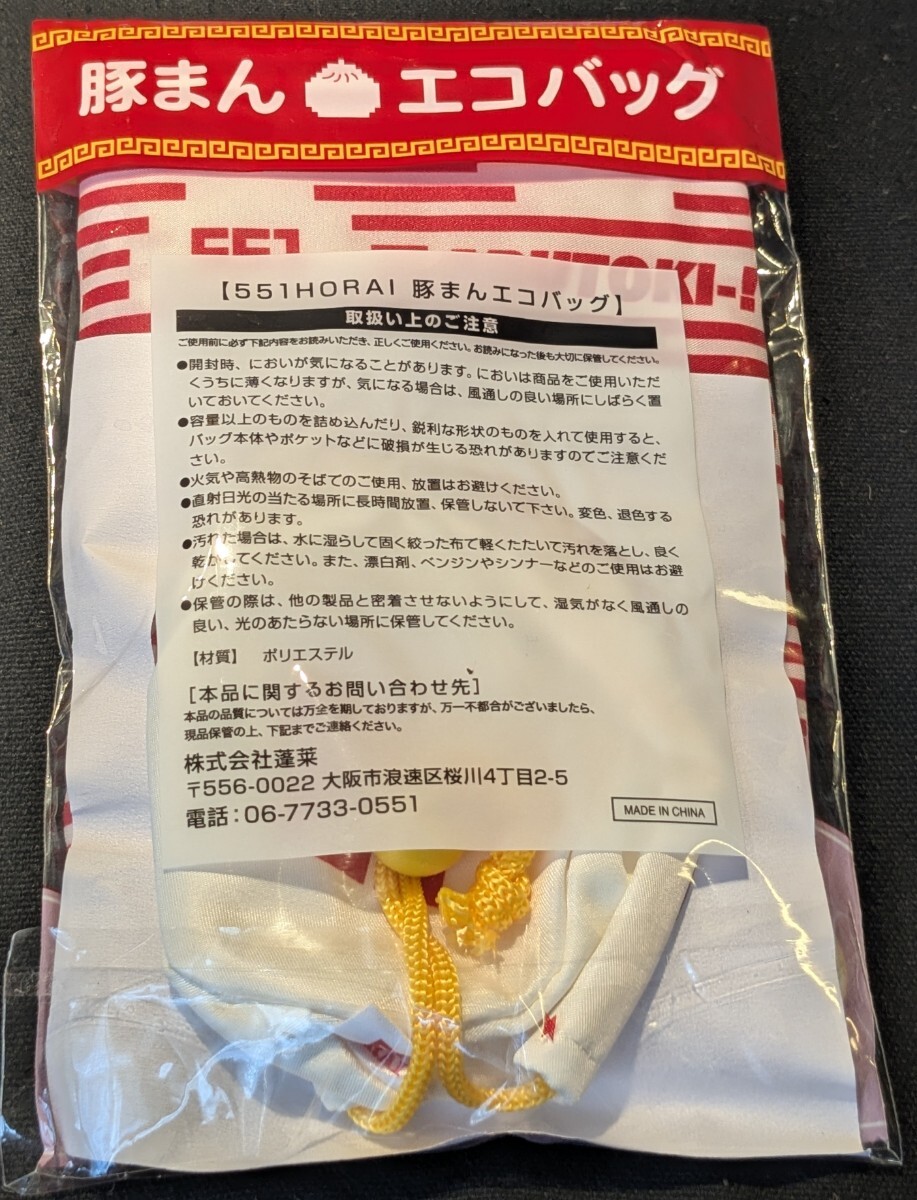 豚まん エコバッグ
551
ARUTOKI-!
【551HORAI 豚まんエコバッグ】
取扱い上のご注意
ご使用前に必ず下記内容をお読みいただき、正しくご使用ください。お読みになった後も大切に保管してください。
●開封時、においが気になることがあります。においは商品をご使用いただ
くうちに薄くなりますが、気になる場合は、風通しの良い場所にしばらく置
いておいてください。
●容量以上のものを詰め込んだり、鋭利な形状のものを入れて使用すると、
バッグ本体やポケットなどに破損が生じる恐れがありますのでご注意くだ
さい。
●火気や高熱物のそばでのご使用、放置はお避けください。
●直射日光の当たる場所に長時間放置、保管しないで下さい。変色、退色する
恐れがあります。
●汚れた場合は、水に湿らして固く絞った布で軽くたたいて汚れを落とし、良く
乾かしてください。また、漂白剤、ベンジンやシンナーなどのご使用はお避
けください。
●保管の際は、他の製品と密着させないようにして、湿気がなく風通しの
良い、光のあたらない場所に保管してください。
【材質】 ポリエステル
[本品に関するお問い合わせ先]
本品の品質については万全を期しておりますが、万一不都合がございましたら、
現品保管の上、下記までご連絡ください。
株式会社蓬莱
〒556-0022 大阪市浪速区桜川4丁目2-5
電話：06-7733-0551
MADE IN CHINA